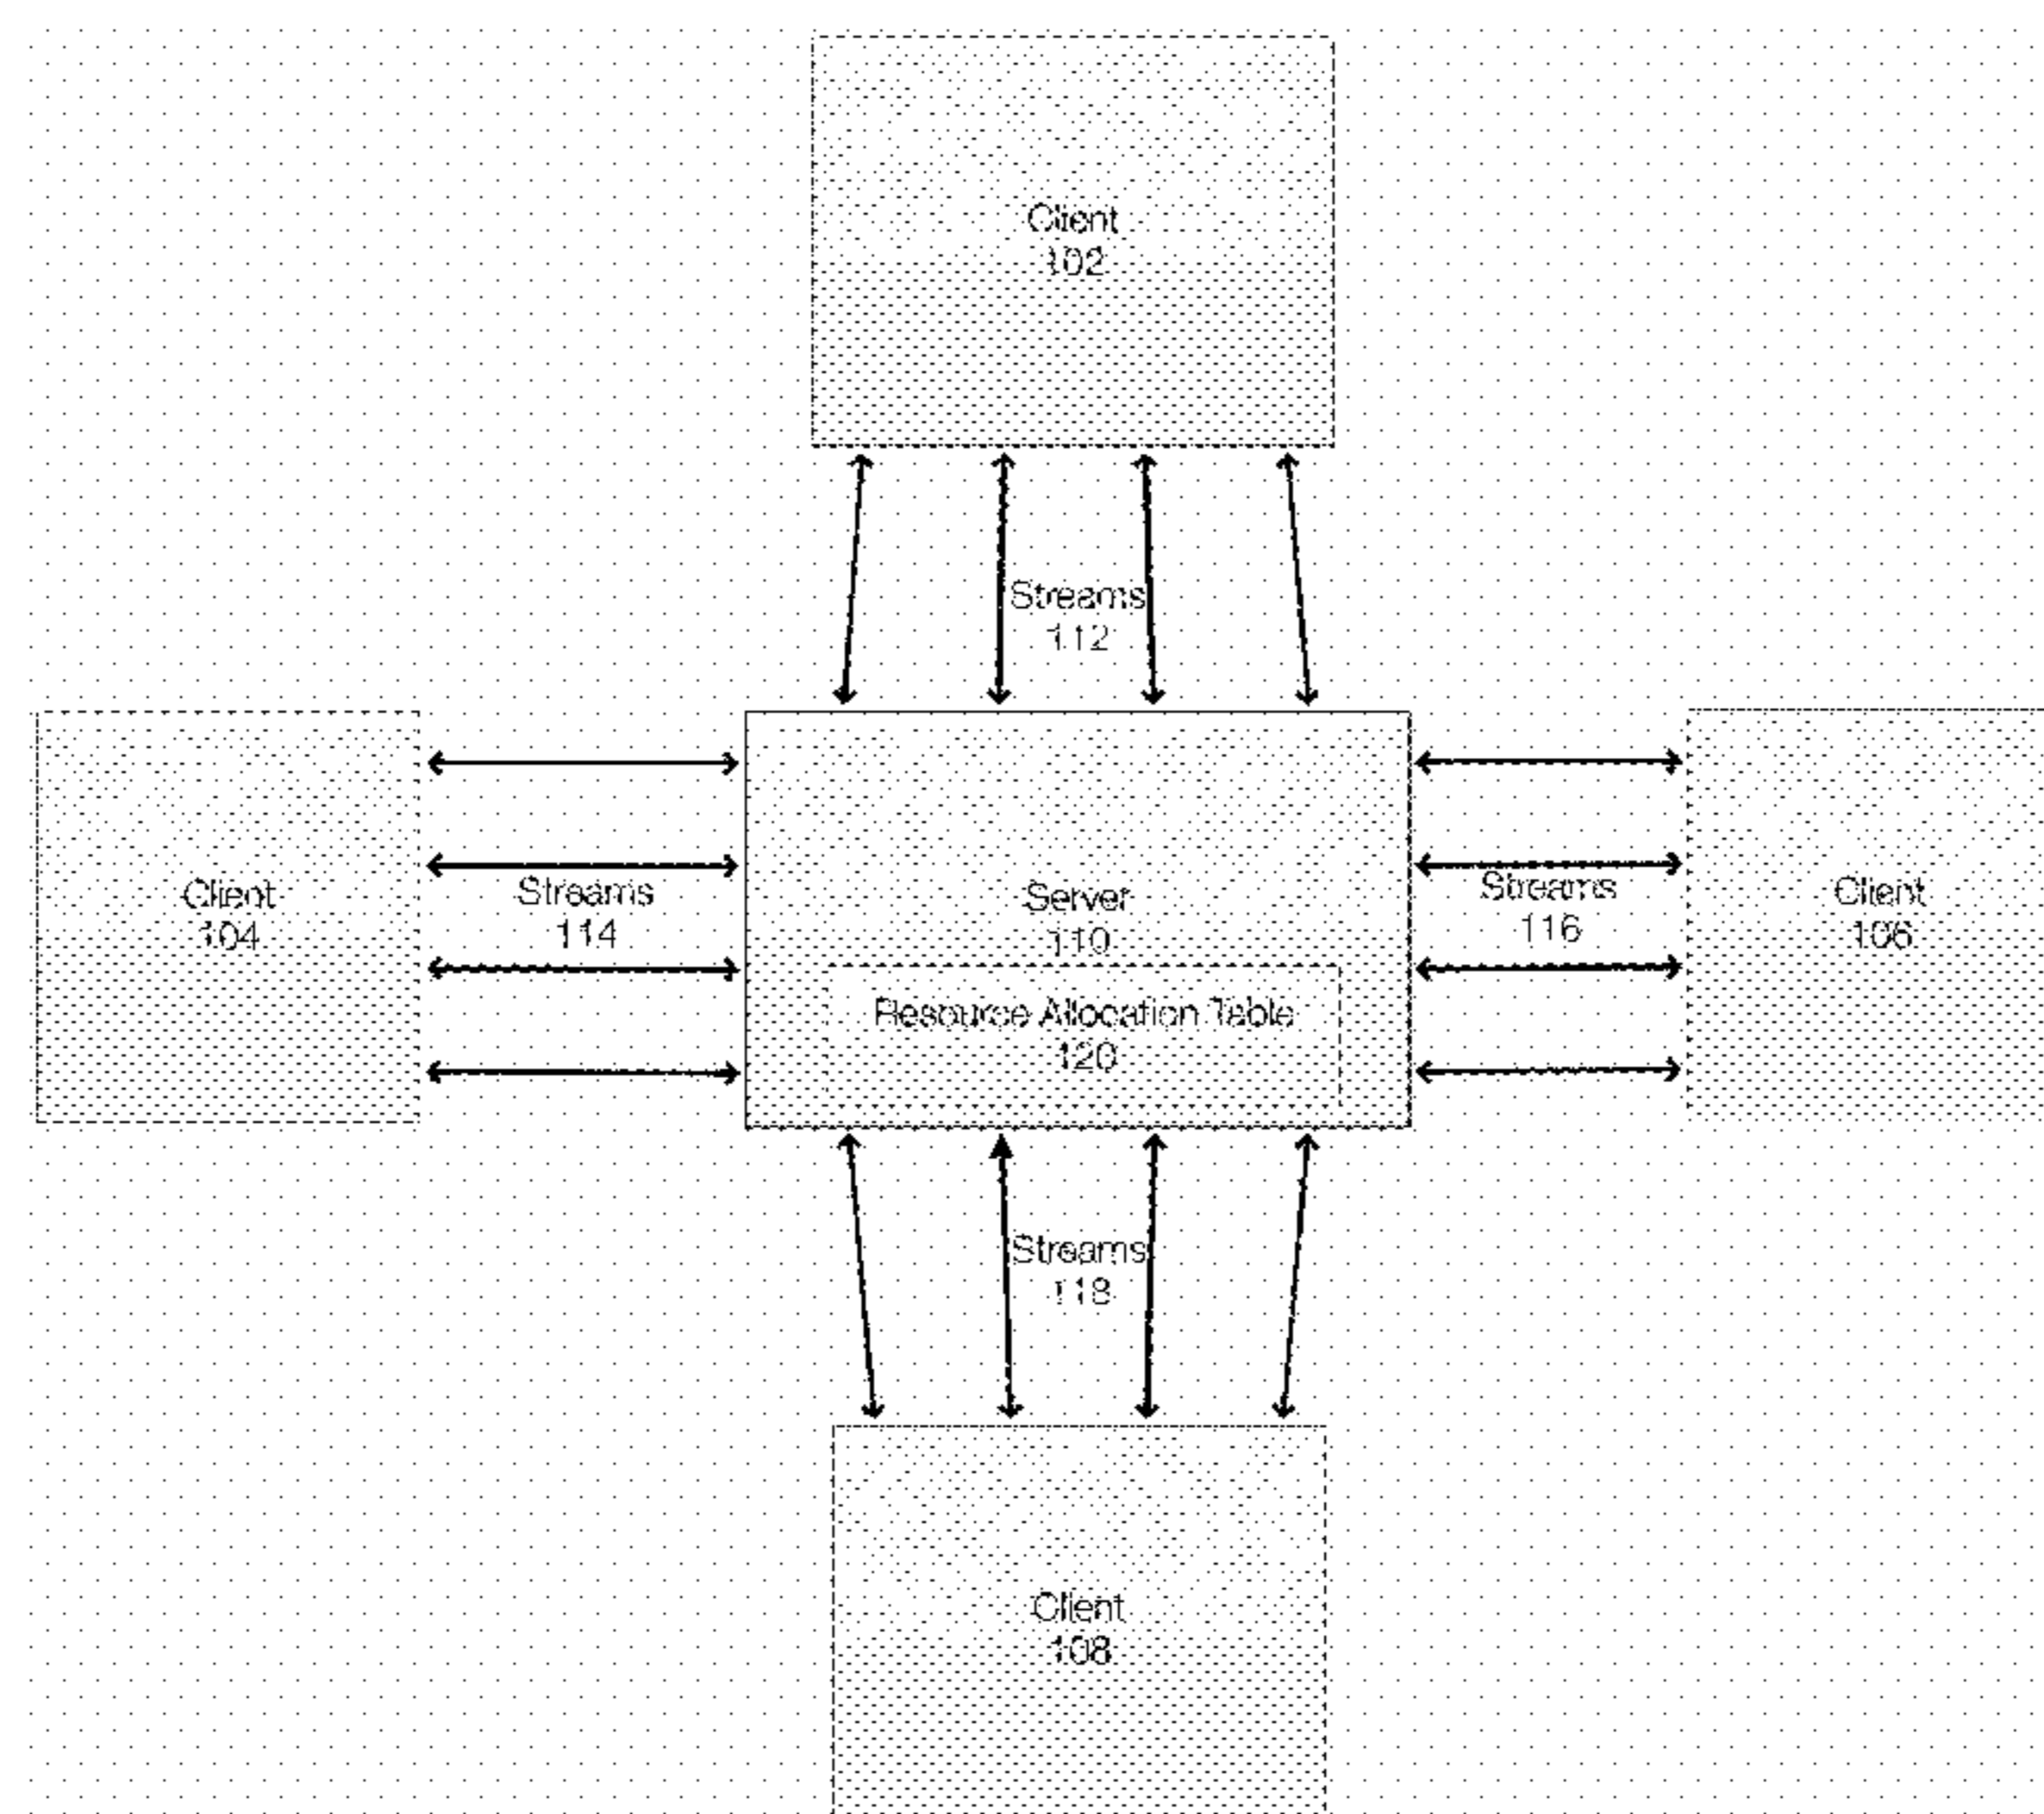 Client
102
Streams
112
Client
104
Streams
114
Server
110
Streams
116
Client
106
Resource Allocation Table
120
Streams
118
Client
108